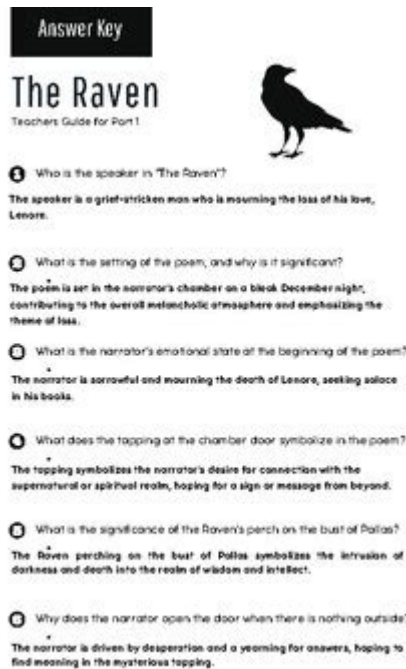 Answer Key
The Raven
Teachers Guide for Part 1
Who is the speaker in "The Raven"?
The speaker is a grief-stricken man who is mourning the loss of his love,
Lenore.
What is the setting of the poem, and why is it significant?
The poem is set in the narrator's chamber on a bleak December night,
contributing to the overall melancholic atmosphere and emphasizing the
theme of loss.
What is the narrator's emotional state at the beginning of the poem?
The narrator is sorrowful and mourning the death of Lenore, seeking solace
in his books.
What does the tapping at the chamber door symbolize in the poem?
The tapping symbolizes the narrator's desire for connection with the
supernatural or spiritual realm, hoping for a sign or message from beyond.
What is the significance of the Raven's perch on the bust of Pallas?
The Raven perching on the bust of Pallas symbolizes the intrusion of
darkness and death into the realm of wisdom and intellect.
Why does the narrator open the door when there is nothing outside?
The narrator is driven by desperation and a yearning for answers, hoping to
find meaning in the mysterious tapping.